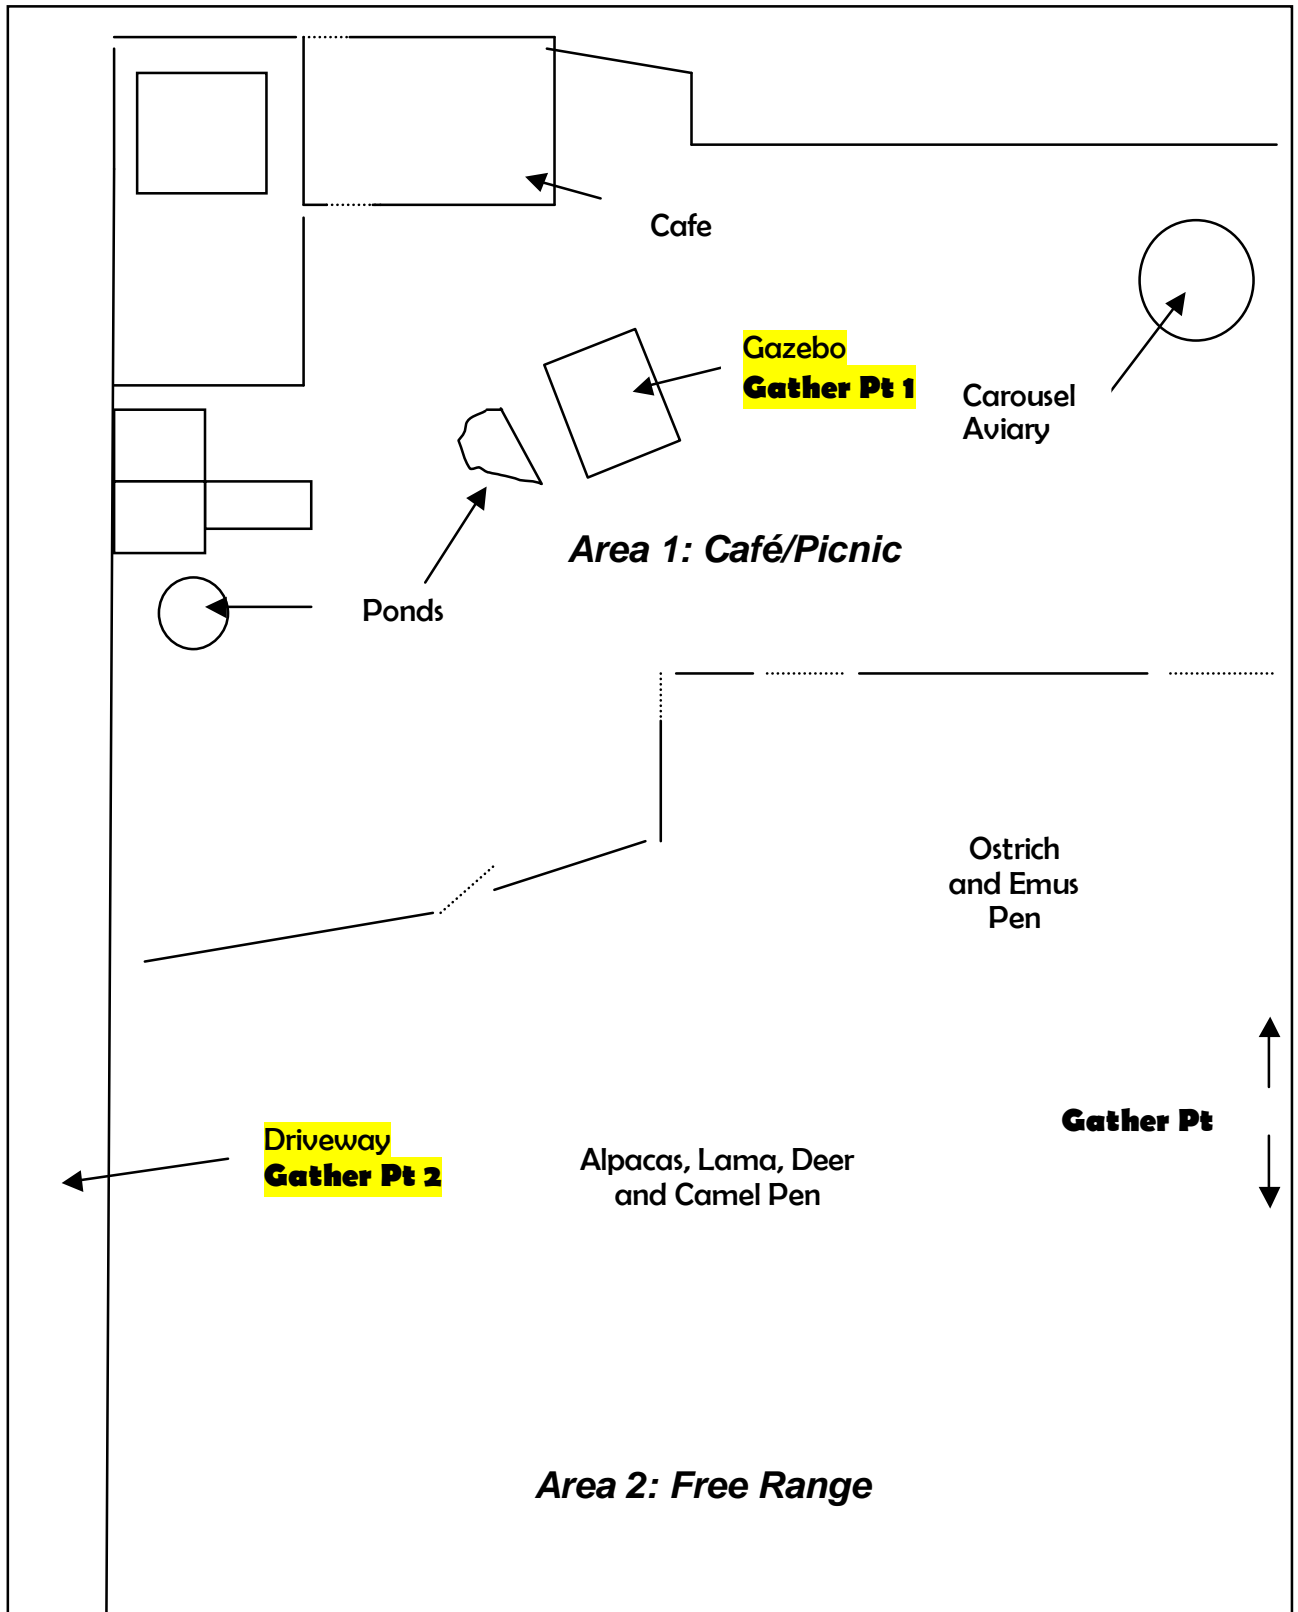 Cafe
Gazebo
Gather Pt 1
Carousel
Aviary
Area 1: Café/Picnic
Ponds
Ostrich
and Emus
Pen
Gather Pt
Driveway
Gather Pt 2
Alpacas, Lama, Deer
and Camel Pen
Area 2: Free Range